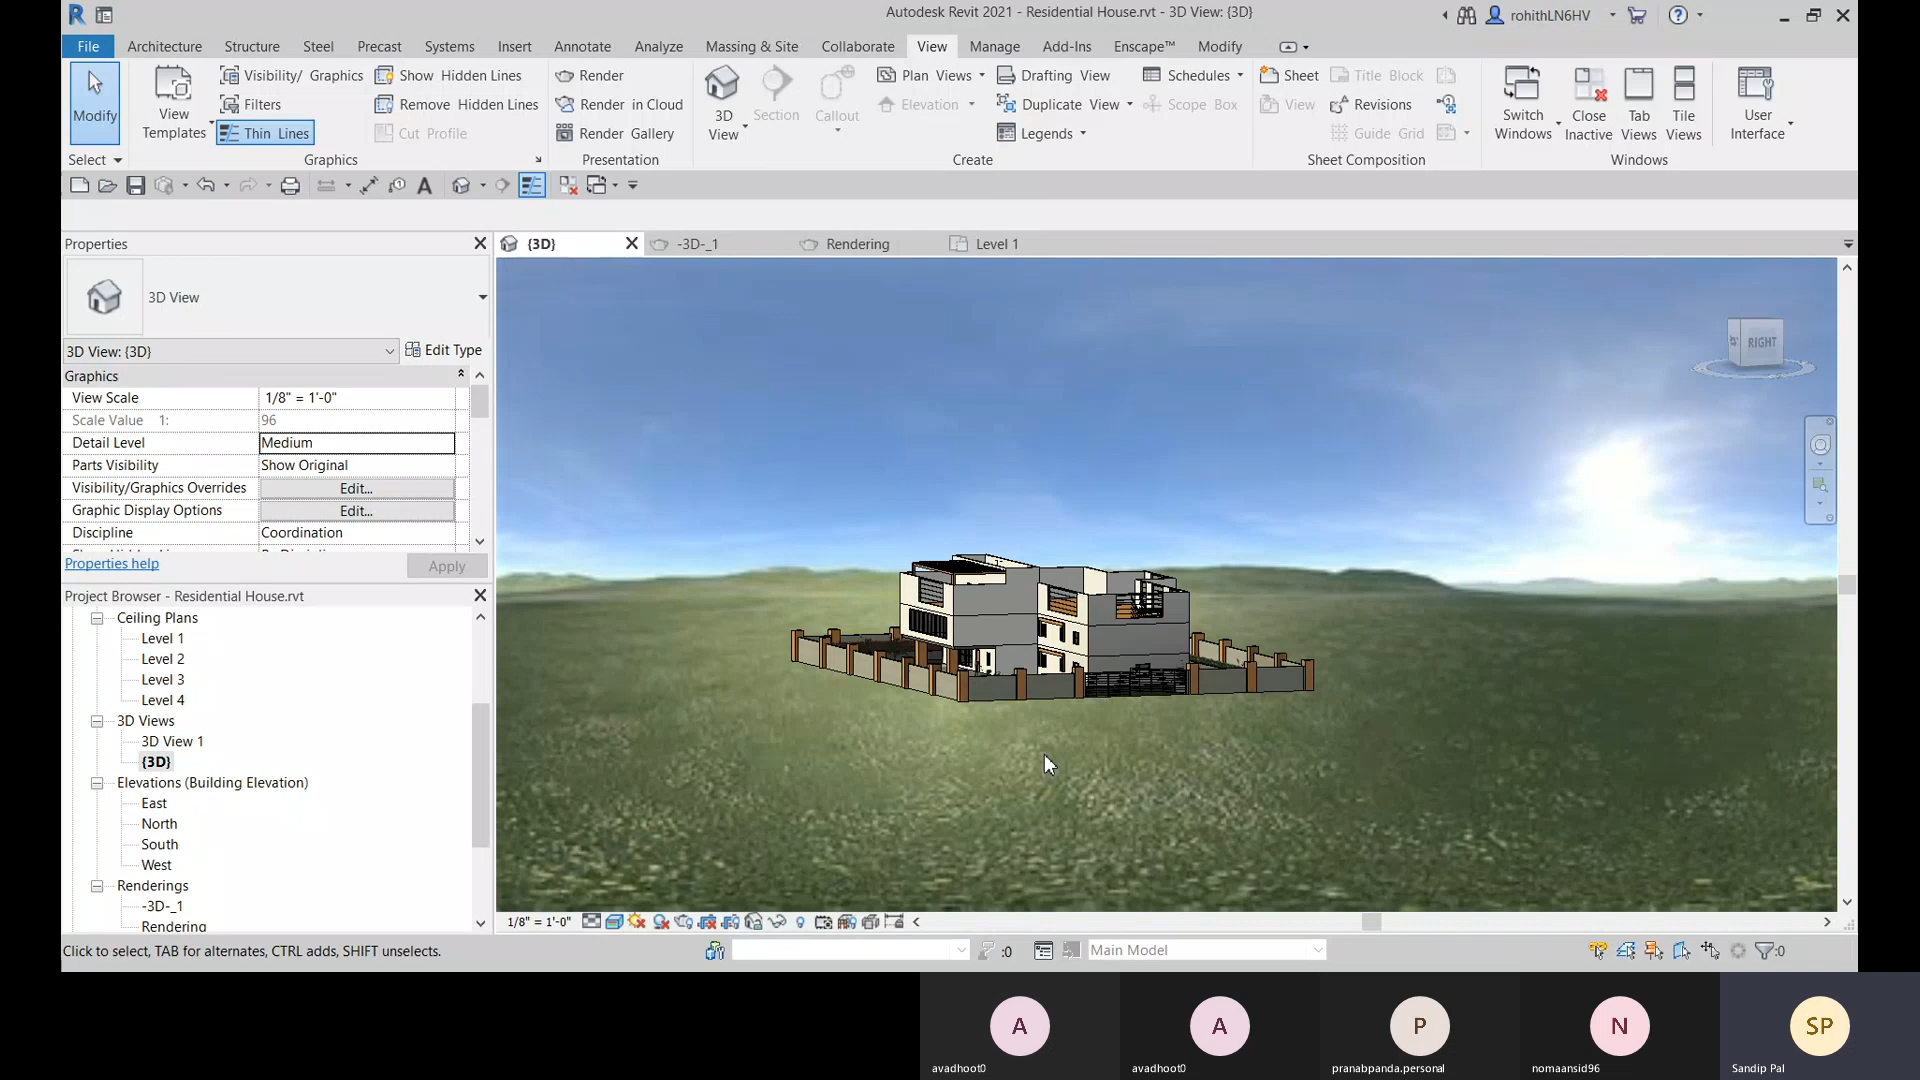 Autodesk Revit 2021 - Residential House.rvt - 3D View: {3D}
rohithLN6HV
File Architecture Structure Steel Precast Systems Insert Annotate Analyze Massing & Site Collaborate View Manage Add-Ins Enscape™ Modify
Modify
View
Templates
Visibility/ Graphics
Filters
Thin Lines
Show Hidden Lines
Remove Hidden Lines
Cut Profile
Render
Render in Cloud
Render Gallery
3D
View
Section
Callout
Plan Views
Elevation
Drafting View
Duplicate View
Legends
Schedules
Scope Box
Sheet
View
Title Block
Revisions
Guide Grid
Switch
Windows
Close
Inactive
Tab
Views
Tile
Views
User
Interface
Select Graphics Presentation Create Sheet Composition Windows
Properties
{3D} -3D-_1 Rendering Level 1
3D View
3D View: {3D} Edit Type
Graphics
View Scale 1/8" = 1'-0"
Scale Value 1: 96
Detail Level Medium
Parts Visibility Show Original
Visibility/Graphics Overrides Edit...
Graphic Display Options Edit...
Discipline Coordination
Properties help Apply
RIGHT
Project Browser - Residential House.rvt
Ceiling Plans
Level 1
Level 2
Level 3
Level 4
3D Views
3D View 1
{3D}
Elevations (Building Elevation)
East
North
South
West
Renderings
-3D-_1
Rendering
1/8" = 1'-0"
Click to select, TAB for alternates, CTRL adds, SHIFT unselects.
:0
Main Model
:0
A A P N SP
avadhoot0 avadhoot0 pranabpanda.personal nomaansid96 Sandip Pal